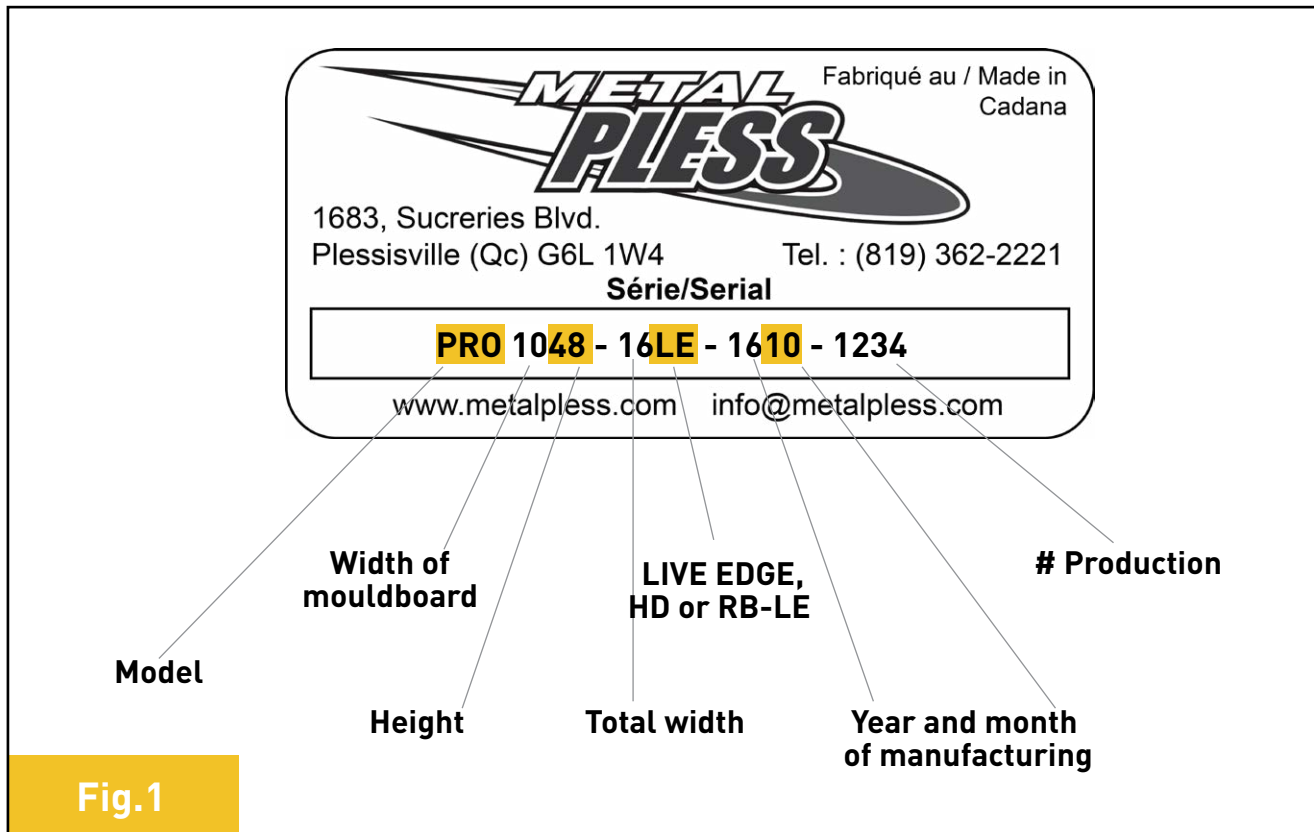 METAL
PLESS
Fabriqué au / Made in
Cadana
1683, Sucreries Blvd.
Plessisville (Qc) G6L 1W4
Tel. : (819) 362-2221
Série/Serial
PRO 1048 - 16LE - 1610 - 1234
www.metalpless.com info@metalpless.com
Width of
mouldboard
LIVE EDGE,
HD or RB-LE
# Production
Model
Height
Total width
Year and month
of manufacturing
Fig.1